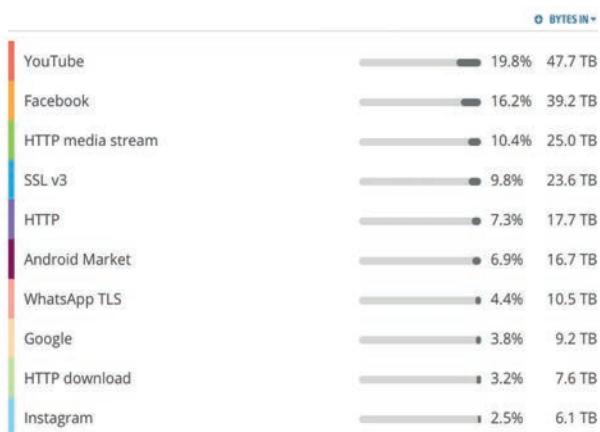 BYTES IN
YouTube 19.8% 47.7 TB
Facebook 16.2% 39.2 TB
HTTP media stream 10.4% 25.0 TB
SSL v3 9.8% 23.6 TB
HTTP 7.3% 17.7 TB
Android Market 6.9% 16.7 TB
WhatsApp TLS 4.4% 10.5 TB
Google 3.8% 9.2 TB
HTTP download 3.2% 7.6 TB
Instagram 2.5% 6.1 TB